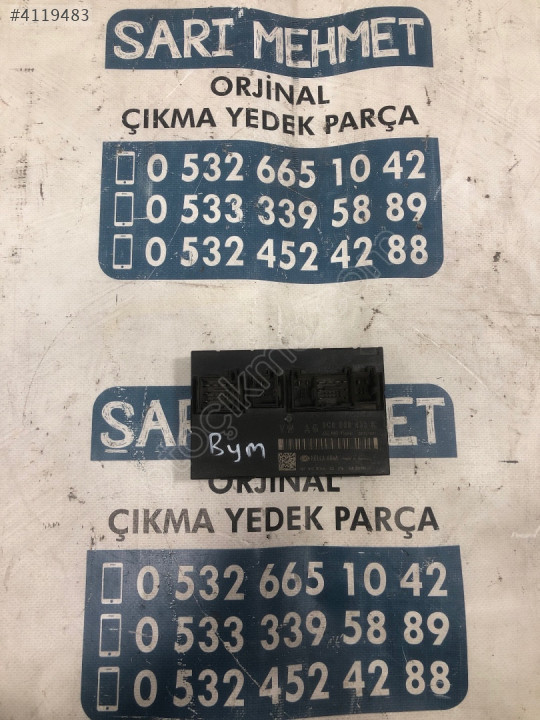 #4119483
SARI MEHMET
ORJİNAL
ÇIKMA YEDEK PARÇA
0 532 665 10 42
0 533 339 58 89
0 532 452 42 88
ŞAR MET
Bym
ORJİNAL
ÇIKMA YEDEK PARÇA
0 532 665 10 42
0 533 339 58 89
0 532 452 42 88